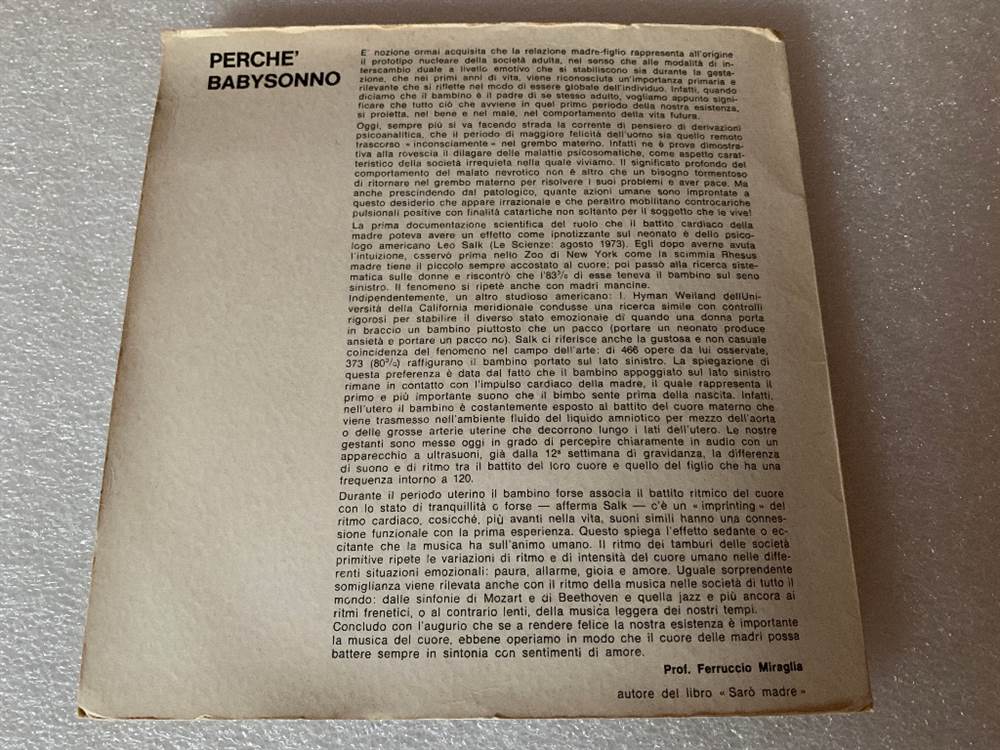 PERCHE'
BABYSONNO
E' nozione ormai acquisita che la relazione madre-figlio rappresenta all'origine
il prototipo nucleare della società adulta, nel senso che alle modalità di in-
terscambio duale a livello emotivo che si stabiliscono sia durante la gesta-
zione, che nei primi anni di vita, viene riconosciuta un'importanza primaria e
rilevante che si riflette nel modo di essere globale dell'individuo. Infatti, quando
diciamo che il bambino è il padre di se stesso adulto, vogliamo appunto signi-
ficare che tutto ciò che avviene in quel primo periodo della nostra esistenza,
si proietta, nel bene e nel male, nel comportamento della vita futura.
Oggi, sempre più si va facendo strada la corrente di pensiero di derivazioni
psicoanalitica, che il periodo di maggiore felicità dell'uomo sia quello remoto
trascorso « inconsciamente » nel grembo materno. Infatti ne è prova dimostra-
tiva alla rovescia il dilagare delle malattie psicosomatiche, come aspetto carat-
teristico della società irrequieta nella quale viviamo. Il significato profondo del
comportamento del malato nevrotico non è altro che un bisogno tormentoso
di ritornare nel grembo materno per risolvere i suoi problemi e aver pace. Ma
anche prescindendo dal patologico, quante azioni umane sono improntate a
questo desiderio che appare irrazionale e che peraltro mobilitano controcariche
pulsionali positive con finalità catartiche non soltanto per il soggetto che le vive!
La prima documentazione scientifica del ruolo che il battito cardiaco della
madre poteva avere un effetto come ipnotizzante sul neonato è dello psico-
logo americano Leo Salk (Le Scienze: agosto 1973). Egli dopo averne avuta
l'intuizione, osservò prima nello Zoo di New York come la scimmia Rhesus
madre tiene il piccolo sempre accostato al cuore; poi passò alla ricerca siste-
matica sulle donne e riscontrò che l'83% di esse teneva il bambino sul seno
sinistro. Il fenomeno si ripetè anche con madri mancine.
Indipendentemente, un altro studioso americano: I. Hyman Weiland dell'Uni-
versità della California meridionale condusse una ricerca simile con controlli
rigorosi per stabilire il diverso stato emozionale di quando una donna porta
in braccio un bambino piuttosto che un pacco (portare un neonato produce
ansietà e portare un pacco no). Salk ci riferisce anche la gustosa e non casuale
coincidenza del fenomeno nel campo dell'arte: di 466 opere da lui osservate,
373 (80%) raffigurano il bambino portato sul lato sinistro. La spiegazione di
questa preferenza è data dal fatto che il bambino appoggiato sul lato sinistro
rimane in contatto con l'impulso cardiaco della madre, il quale rappresenta il
primo e più importante suono che il bimbo sente prima della nascita. Infatti,
nell'utero il bambino è costantemente esposto al battito del cuore materno che
viene trasmesso nell'ambiente fluido del liquido amniotico per mezzo dell'aorta
o delle grosse arterie uterine che decorrono lungo i lati dell'utero. Le nostre
gestanti sono messe oggi in grado di percepire chiaramente in audio con un
apparecchio a ultrasuoni, già dalla 12ª settimana di gravidanza, la differenza
di suono e di ritmo tra il battito del loro cuore e quello del figlio che ha una
frequenza intorno a 120.
Durante il periodo uterino il bambino forse associa il battito ritmico del cuore
con lo stato di tranquillità o forse — afferma Salk — c'è un « imprinting » del
ritmo cardiaco, cosicché, più avanti nella vita, suoni simili hanno una connes-
sione funzionale con la prima esperienza. Questo spiega l'effetto sedante o ec-
citante che la musica ha sull'animo umano. Il ritmo dei tamburi delle società
primitive ripete le variazioni di ritmo e di intensità del cuore umano nelle diffe-
renti situazioni emozionali: paura, allarme, gioia e amore. Uguale sorprendente
somiglianza viene rilevata anche con il ritmo della musica nelle società di tutto il
mondo: dalle sinfonie di Mozart e di Beethoven e quella jazz e più ancora ai
ritmi frenetici, o al contrario lenti, della musica leggera dei nostri tempi.
Concludo con l'augurio che se a rendere felice la nostra esistenza è importante
la musica del cuore, ebbene operiamo in modo che il cuore delle madri possa
battere sempre in sintonia con sentimenti di amore.
Prof. Ferruccio Miraglia
autore del libro « Sarò madre »